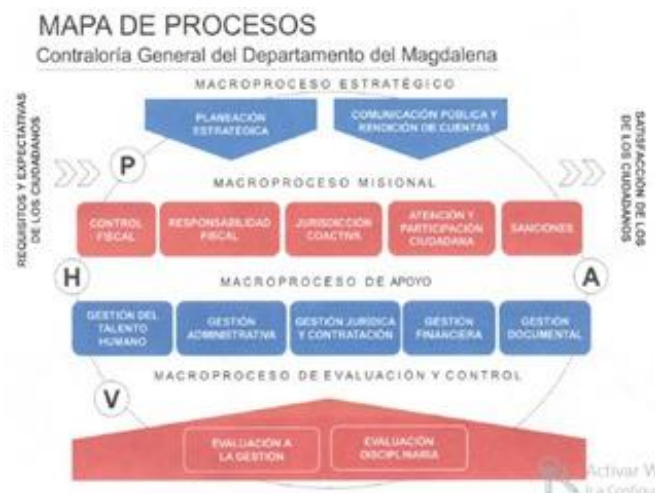 MAPA DE PROCESOS
Contraloría General del Departamento del Magdalena
MACROPROCESO ESTRATÉGICO
REQUISITOS Y EXPECTATIVAS
DE LOS CIUDADANOS
PLANEACIÓN
ESTRATÉGICA
COMUNICACIÓN PÚBLICA Y
RENDICIÓN DE CUENTAS
SATISFACCIÓN DE LOS
DE LOS CIUDADANOS
P
MACROPROCESO MISIONAL
CONTROL
FISCAL
RESPONSABILIDAD
FISCAL
JURISDICCIÓN
COACTIVA
ATENCIÓN Y
PARTICIPACIÓN
CIUDADANA
SANCIONES
H
MACROPROCESO DE APOYO
A
GESTIÓN DEL
TALENTO
HUMANO
GESTIÓN
ADMINISTRATIVA
GESTIÓN JURÍDICA
Y CONTRATACIÓN
GESTIÓN
FINANCIERA
GESTIÓN
DOCUMENTAL
MACROPROCESO DE EVALUACIÓN Y CONTROL
V
EVALUACIÓN A
LA GESTIÓN
EVALUACIÓN
DISCIPLINARIA
Activar W